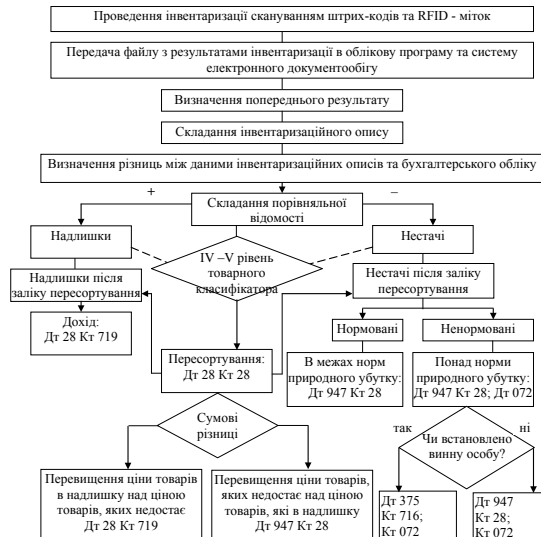 Проведення інвентаризації скануванням штрих-кодів та RFID - міток
Передача файлу з результатами інвентаризації в облікову програму та систему
електронного документообігу
Визначення попереднього результату
Складання інвентаризаційного опису
Визначення різниць між даними інвентаризаційних описів та бухгалтерського обліку
+
–
Складання порівняльної
відомості
Надлишки
Нестачі
IV –V рівень
товарного
класифікатора
Надлишки після
заліку пересортування
Нестачі після заліку
пересортування
Дохід:
Дт 28 Кт 719
Нормовані
Ненормовані
Пересортування:
Дт 28 Кт 28
В межах норм
природного убутку:
Дт 947 Кт 28
Понад норми
природного убутку:
Дт 947 Кт 28; Дт 072
Сумові
різниці
так
ні
Чи встановлено
винну особу?
Перевищення ціни товарів
в надлишку над ціною
товарів, яких недостає
Дт 28 Кт 719
Перевищення ціни товарів,
яких недостає над ціною
товарів, які в надлишку
Дт 947 Кт 28
Дт 375
Кт 716;
Кт 072
Дт 947
Кт 28;
Кт 072